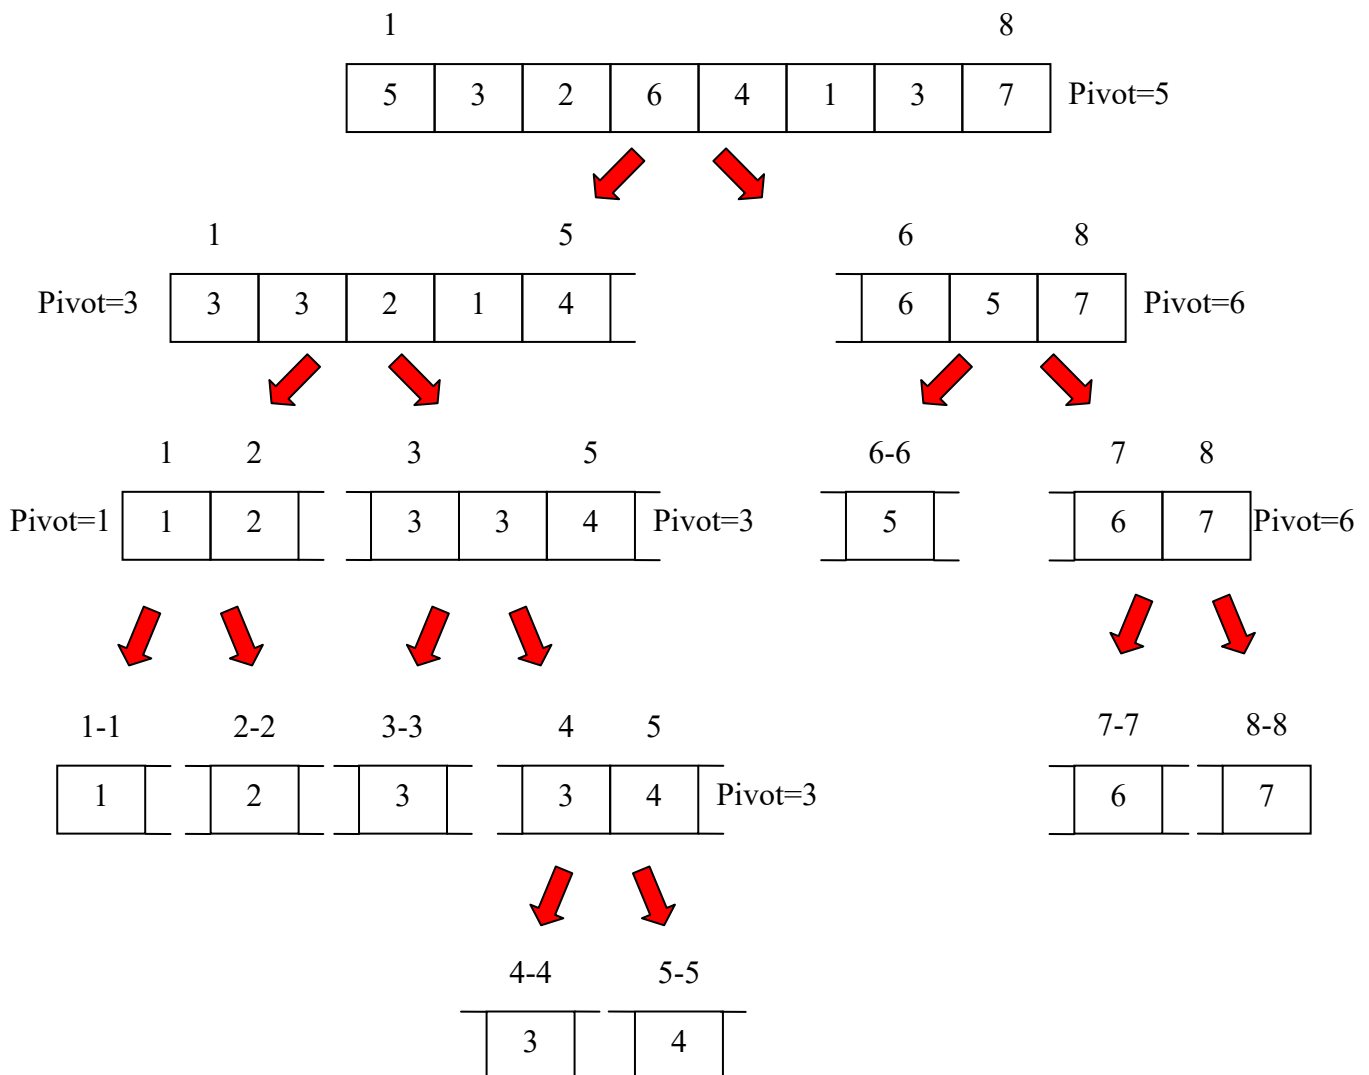 1 8
5 3 2 6 4 1 3 7 Pivot=5
1 5 6 8
Pivot=3 3 3 2 1 4 6 5 7 Pivot=6
1 2 3 5 6-6 7 8
Pivot=1 1 2 3 3 4 Pivot=3 5 6 7 Pivot=6
1-1 2-2 3-3 4 5 7-7 8-8
1 2 3 3 4 Pivot=3 6 7
4-4 5-5
3 4